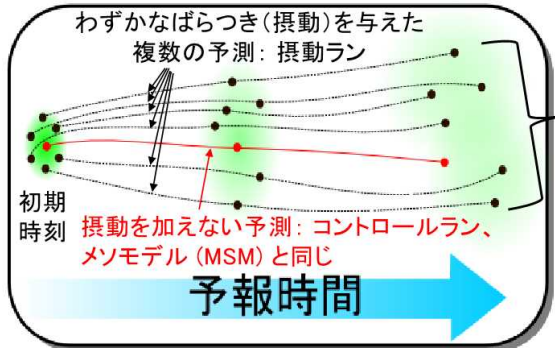 わずかなばらつき(摂動)を与えた
複数の予測: 摂動ラン
初期
時刻
摂動を加えない予測: コントロールラン、
メソモデル (MSM) と同じ
予報時間